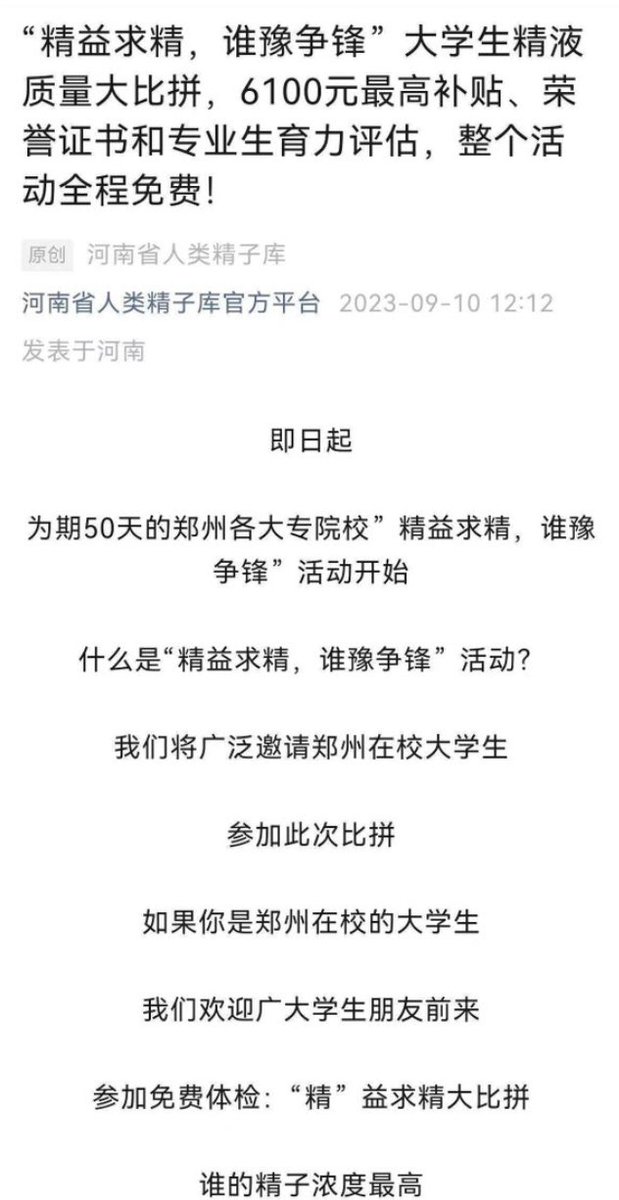 “精益求精，谁豫争锋”大学生精液
质量大比拼，6100元最高补贴、荣
誉证书和专业生育力评估，整个活
动全程免费！
原创 河南省人类精子库
河南省人类精子库官方平台 2023-09-10 12:12
发表于河南
即日起
为期50天的郑州各大专院校”精益求精，谁豫
争锋”活动开始
什么是“精益求精，谁豫争锋”活动？
我们将广泛邀请郑州在校大学生
参加此次比拼
如果你是郑州在校的大学生
我们欢迎广大学生朋友前来
参加免费体检：“精”益求精大比拼
谁的精子浓度最高